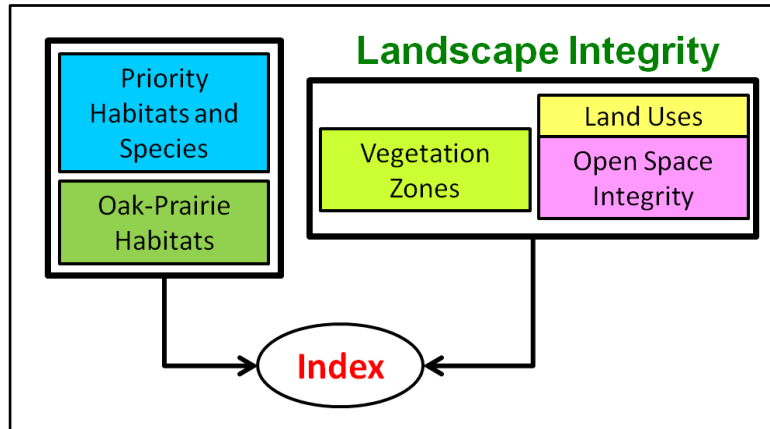 Landscape Integrity
Priority
Habitats and
Species
Oak-Prairie
Habitats
Vegetation
Zones
Land Uses
Open Space
Integrity
Index